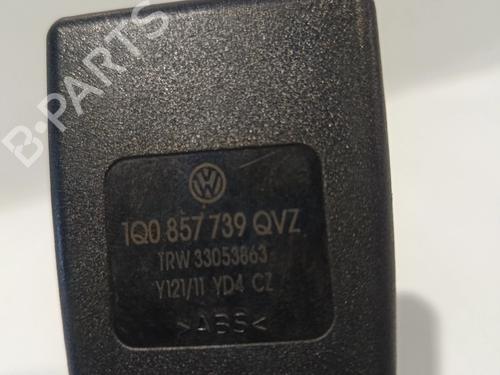 B-PARTS
1Q0 857 739 QVZ
TRW 33053863
Y121/11 YD4 CZ
>ABS<